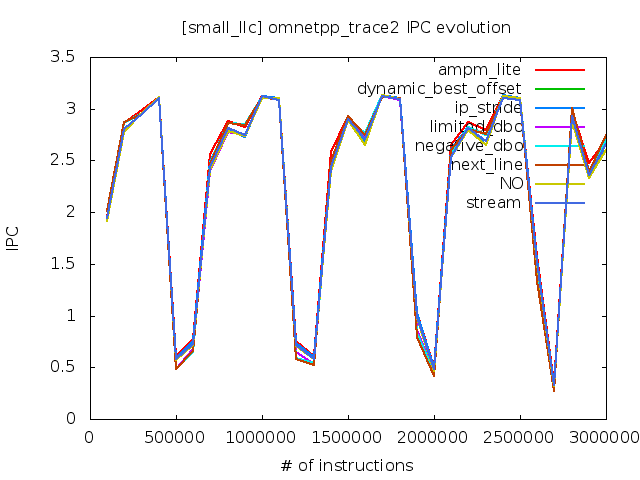 [small_llc] omnetpp_trace2 IPC evolution
3.5
3
2.5
2
1.5
1
0.5
0
IPC
ampm_lite
dynamic_best_offset
ip_stride
limited_dbo
negative_dbo
next_line
NO
stream
0 500000 1000000 1500000 2000000 2500000 3000000
# of instructions